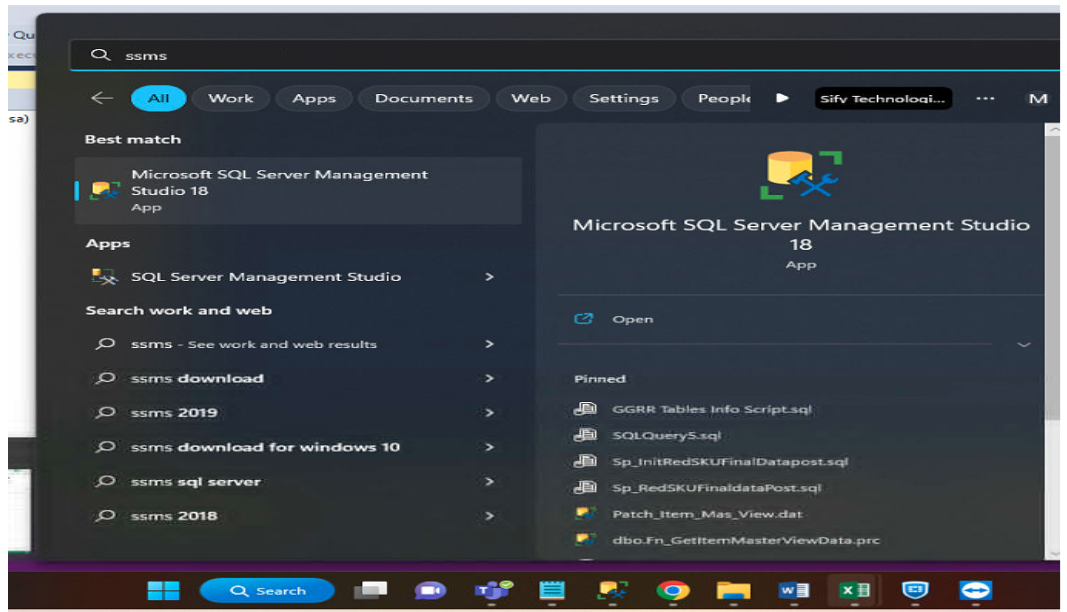 Qu
xec
sa)
ssms
All Work Apps Documents Web Settings People Sify Technologi... ... M
Best match
Microsoft SQL Server Management
Studio 18
App
Apps
SQL Server Management Studio
Search work and web
ssms - See work and web results
ssms download
ssms 2019
ssms download for windows 10
ssms sql server
ssms 2018
Microsoft SQL Server Management Studio
18
App
Open
Pinned
GGRR Tables Info Script.sql
SQLQuery5.sql
Sp_InitRedSKUFinalDatapost.sql
Sp_RedSKUFinaldataPost.sql
Patch_Item_Mas_View.dat
dbo.Fn_GetItemMasterViewData.prc
Search